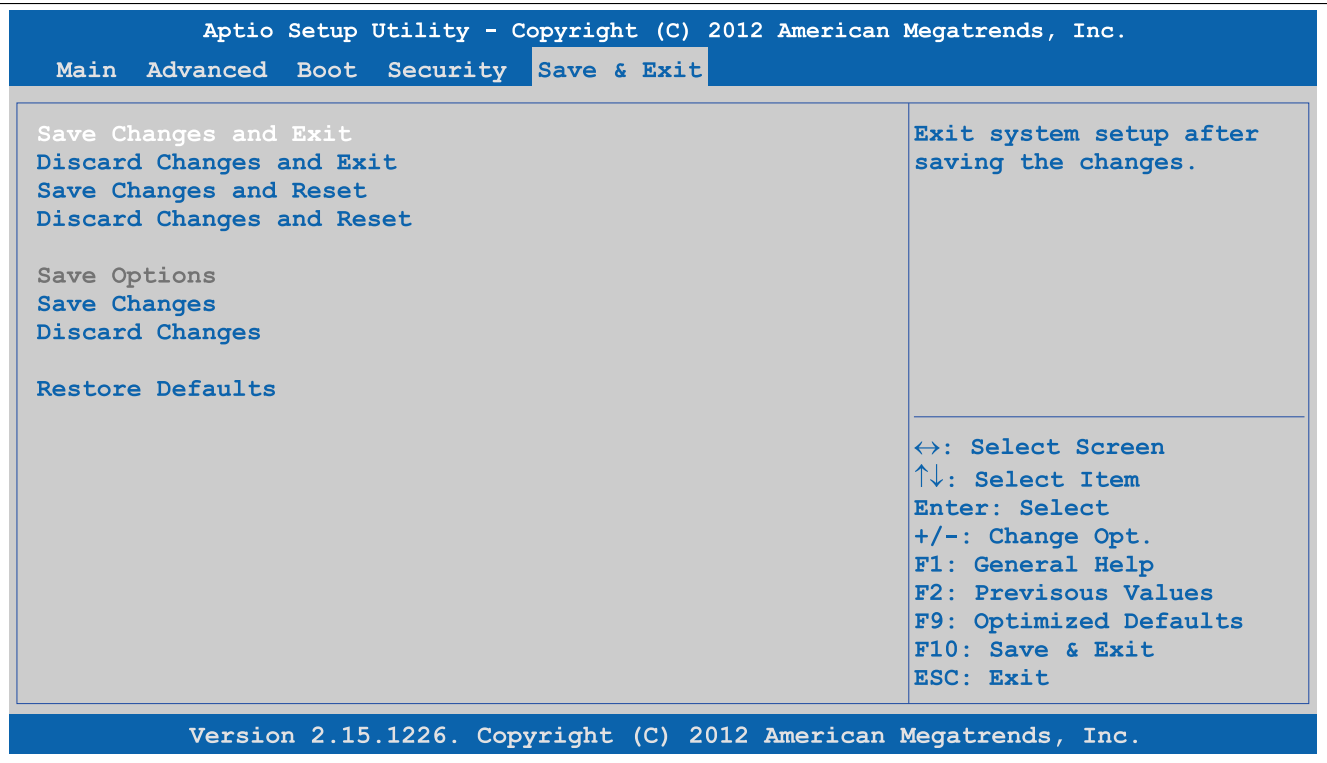 Aptio Setup Utility - Copyright (C) 2012 American Megatrends, Inc.
Main Advanced Boot Security Save & Exit
Save Changes and Exit
Discard Changes and Exit
Save Changes and Reset
Discard Changes and Reset
Save Options
Save Changes
Discard Changes
Restore Defaults
Exit system setup after
saving the changes.
↔: Select Screen
↑↓: Select Item
Enter: Select
+/-: Change Opt.
F1: General Help
F2: Previsous Values
F9: Optimized Defaults
F10: Save & Exit
ESC: Exit
Version 2.15.1226. Copyright (C) 2012 American Megatrends, Inc.